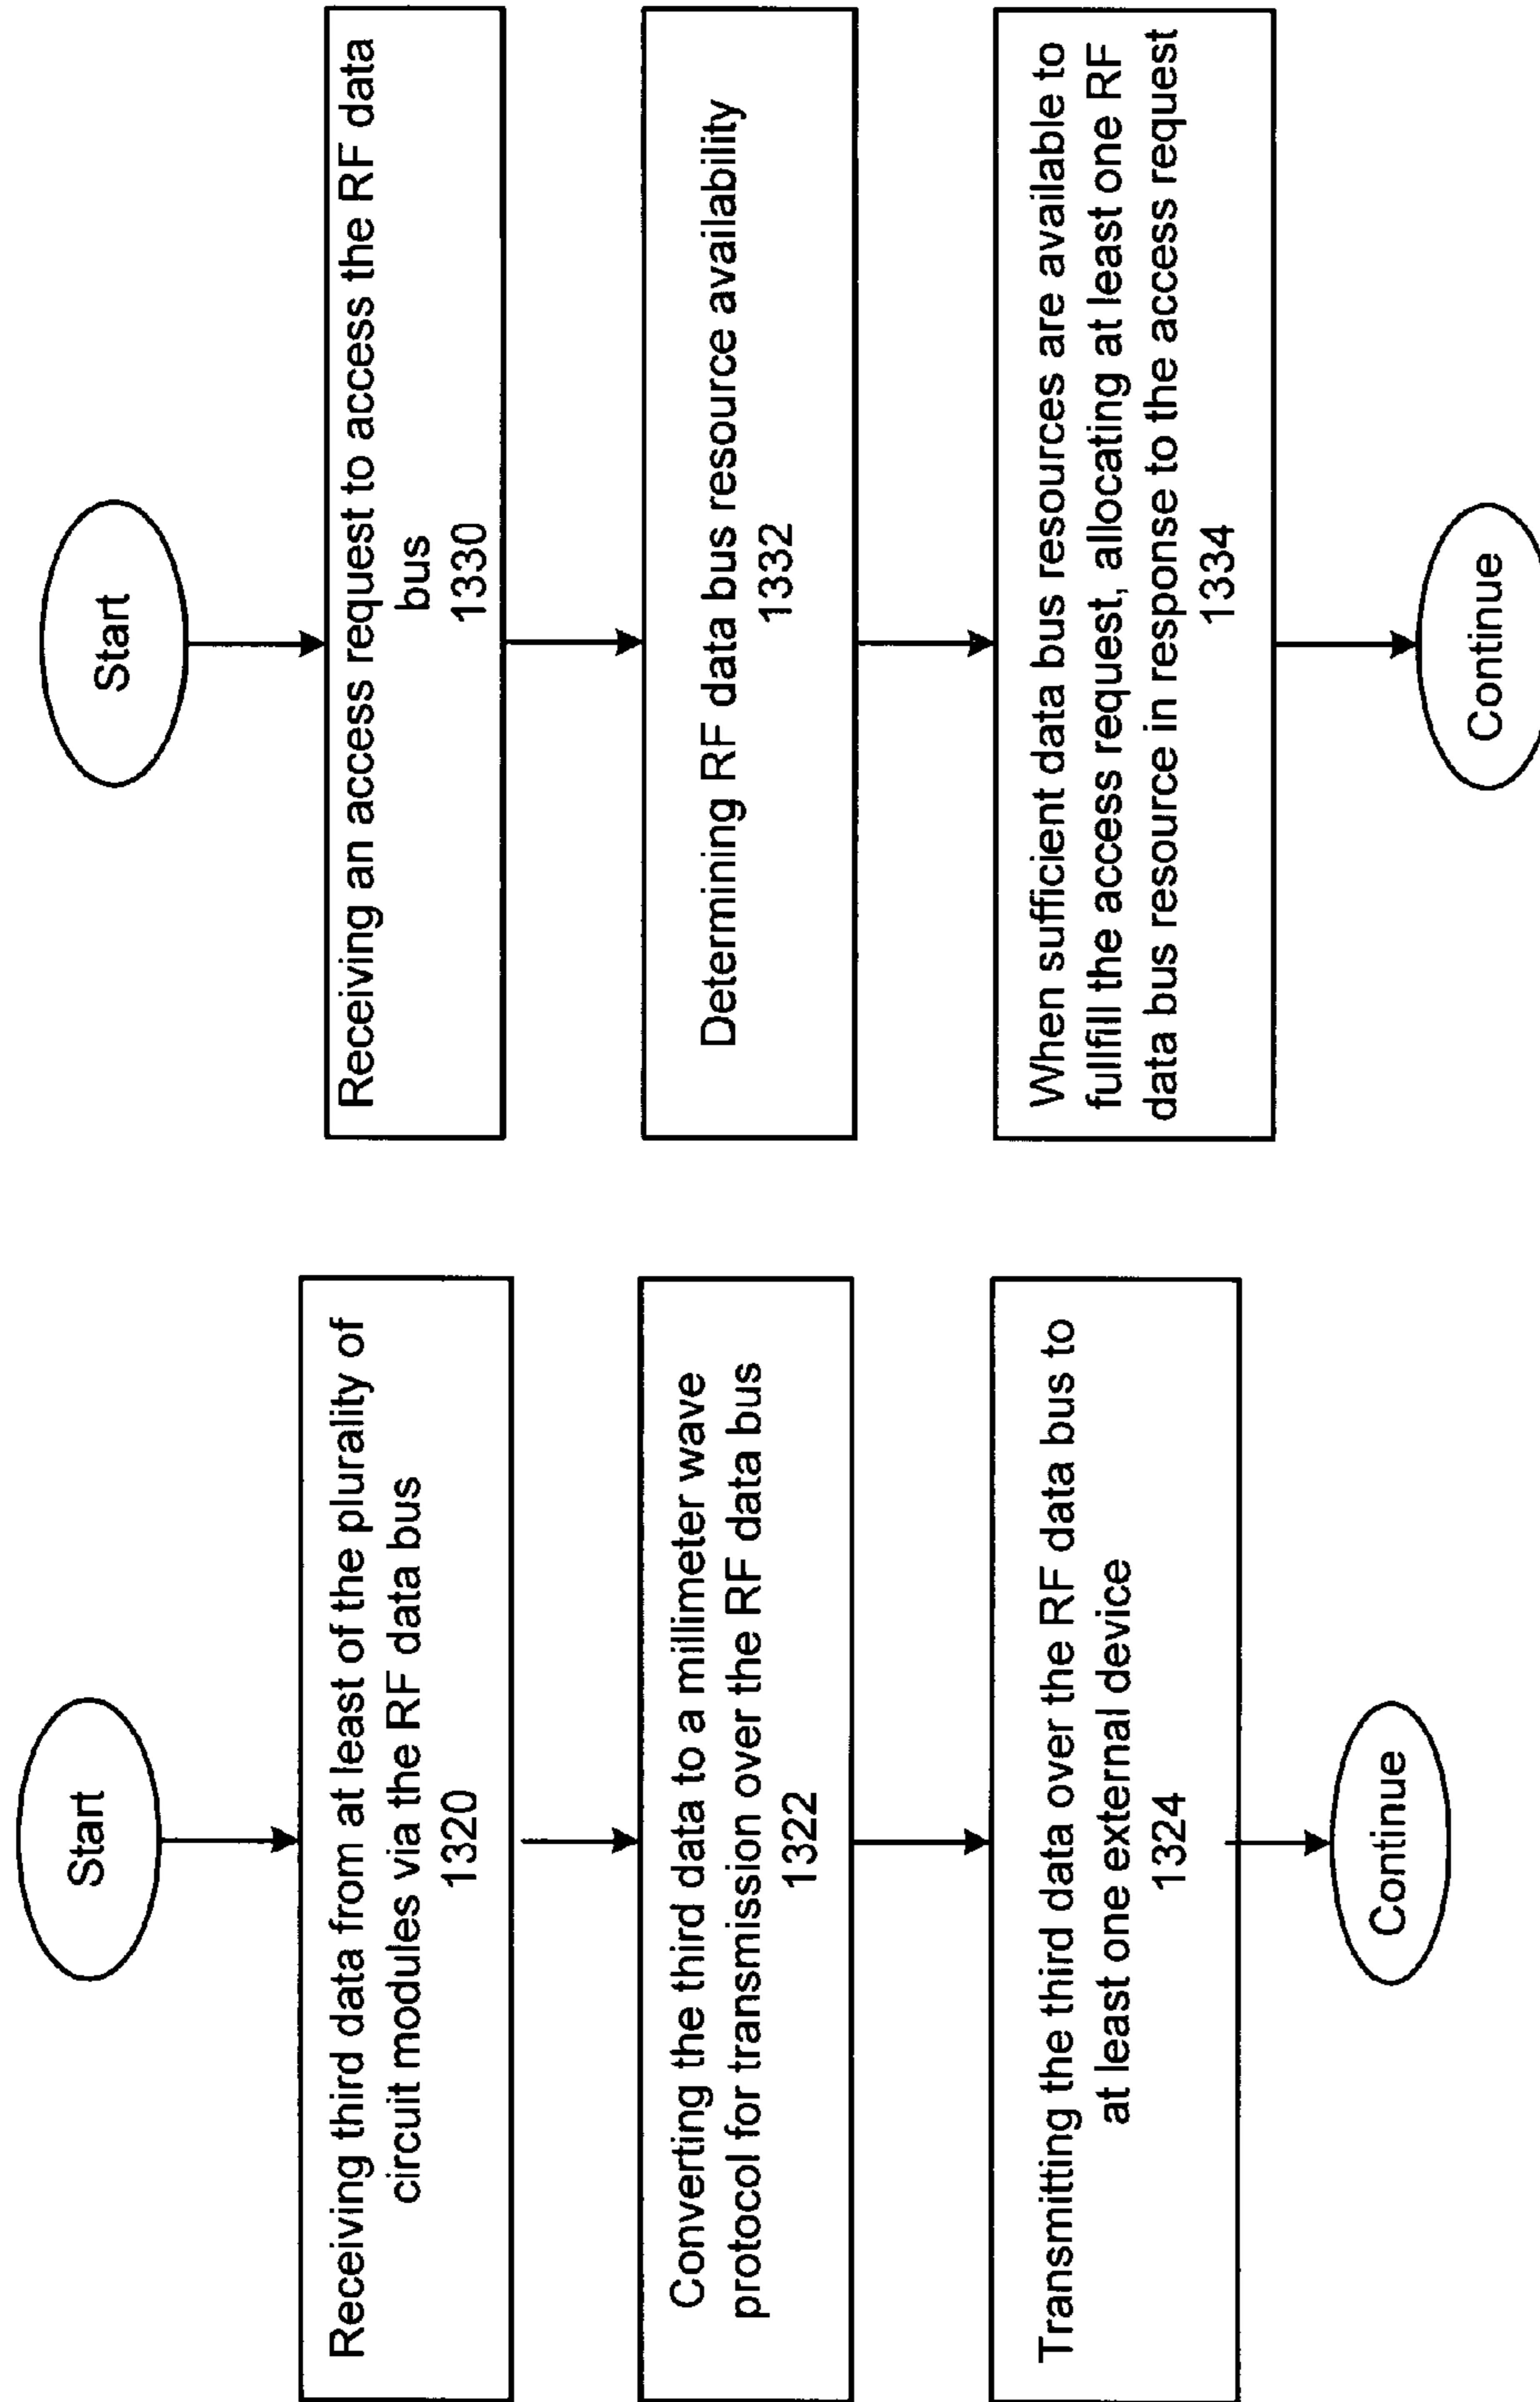 Start
Receiving third data from at least of the plurality of
circuit modules via the RF data bus
1320
Converting the third data to a millimeter wave
protocol for transmission over the RF data bus
1322
Transmitting the third data over the RF data bus to
at least one external device
1324
Continue
Start
Receiving an access request to access the RF data
bus
1330
Determining RF data bus resource availability
1332
When sufficient data bus resources are available to
fullfill the access request, allocating at least one RF
data bus resource in response to the access request
1334
Continue